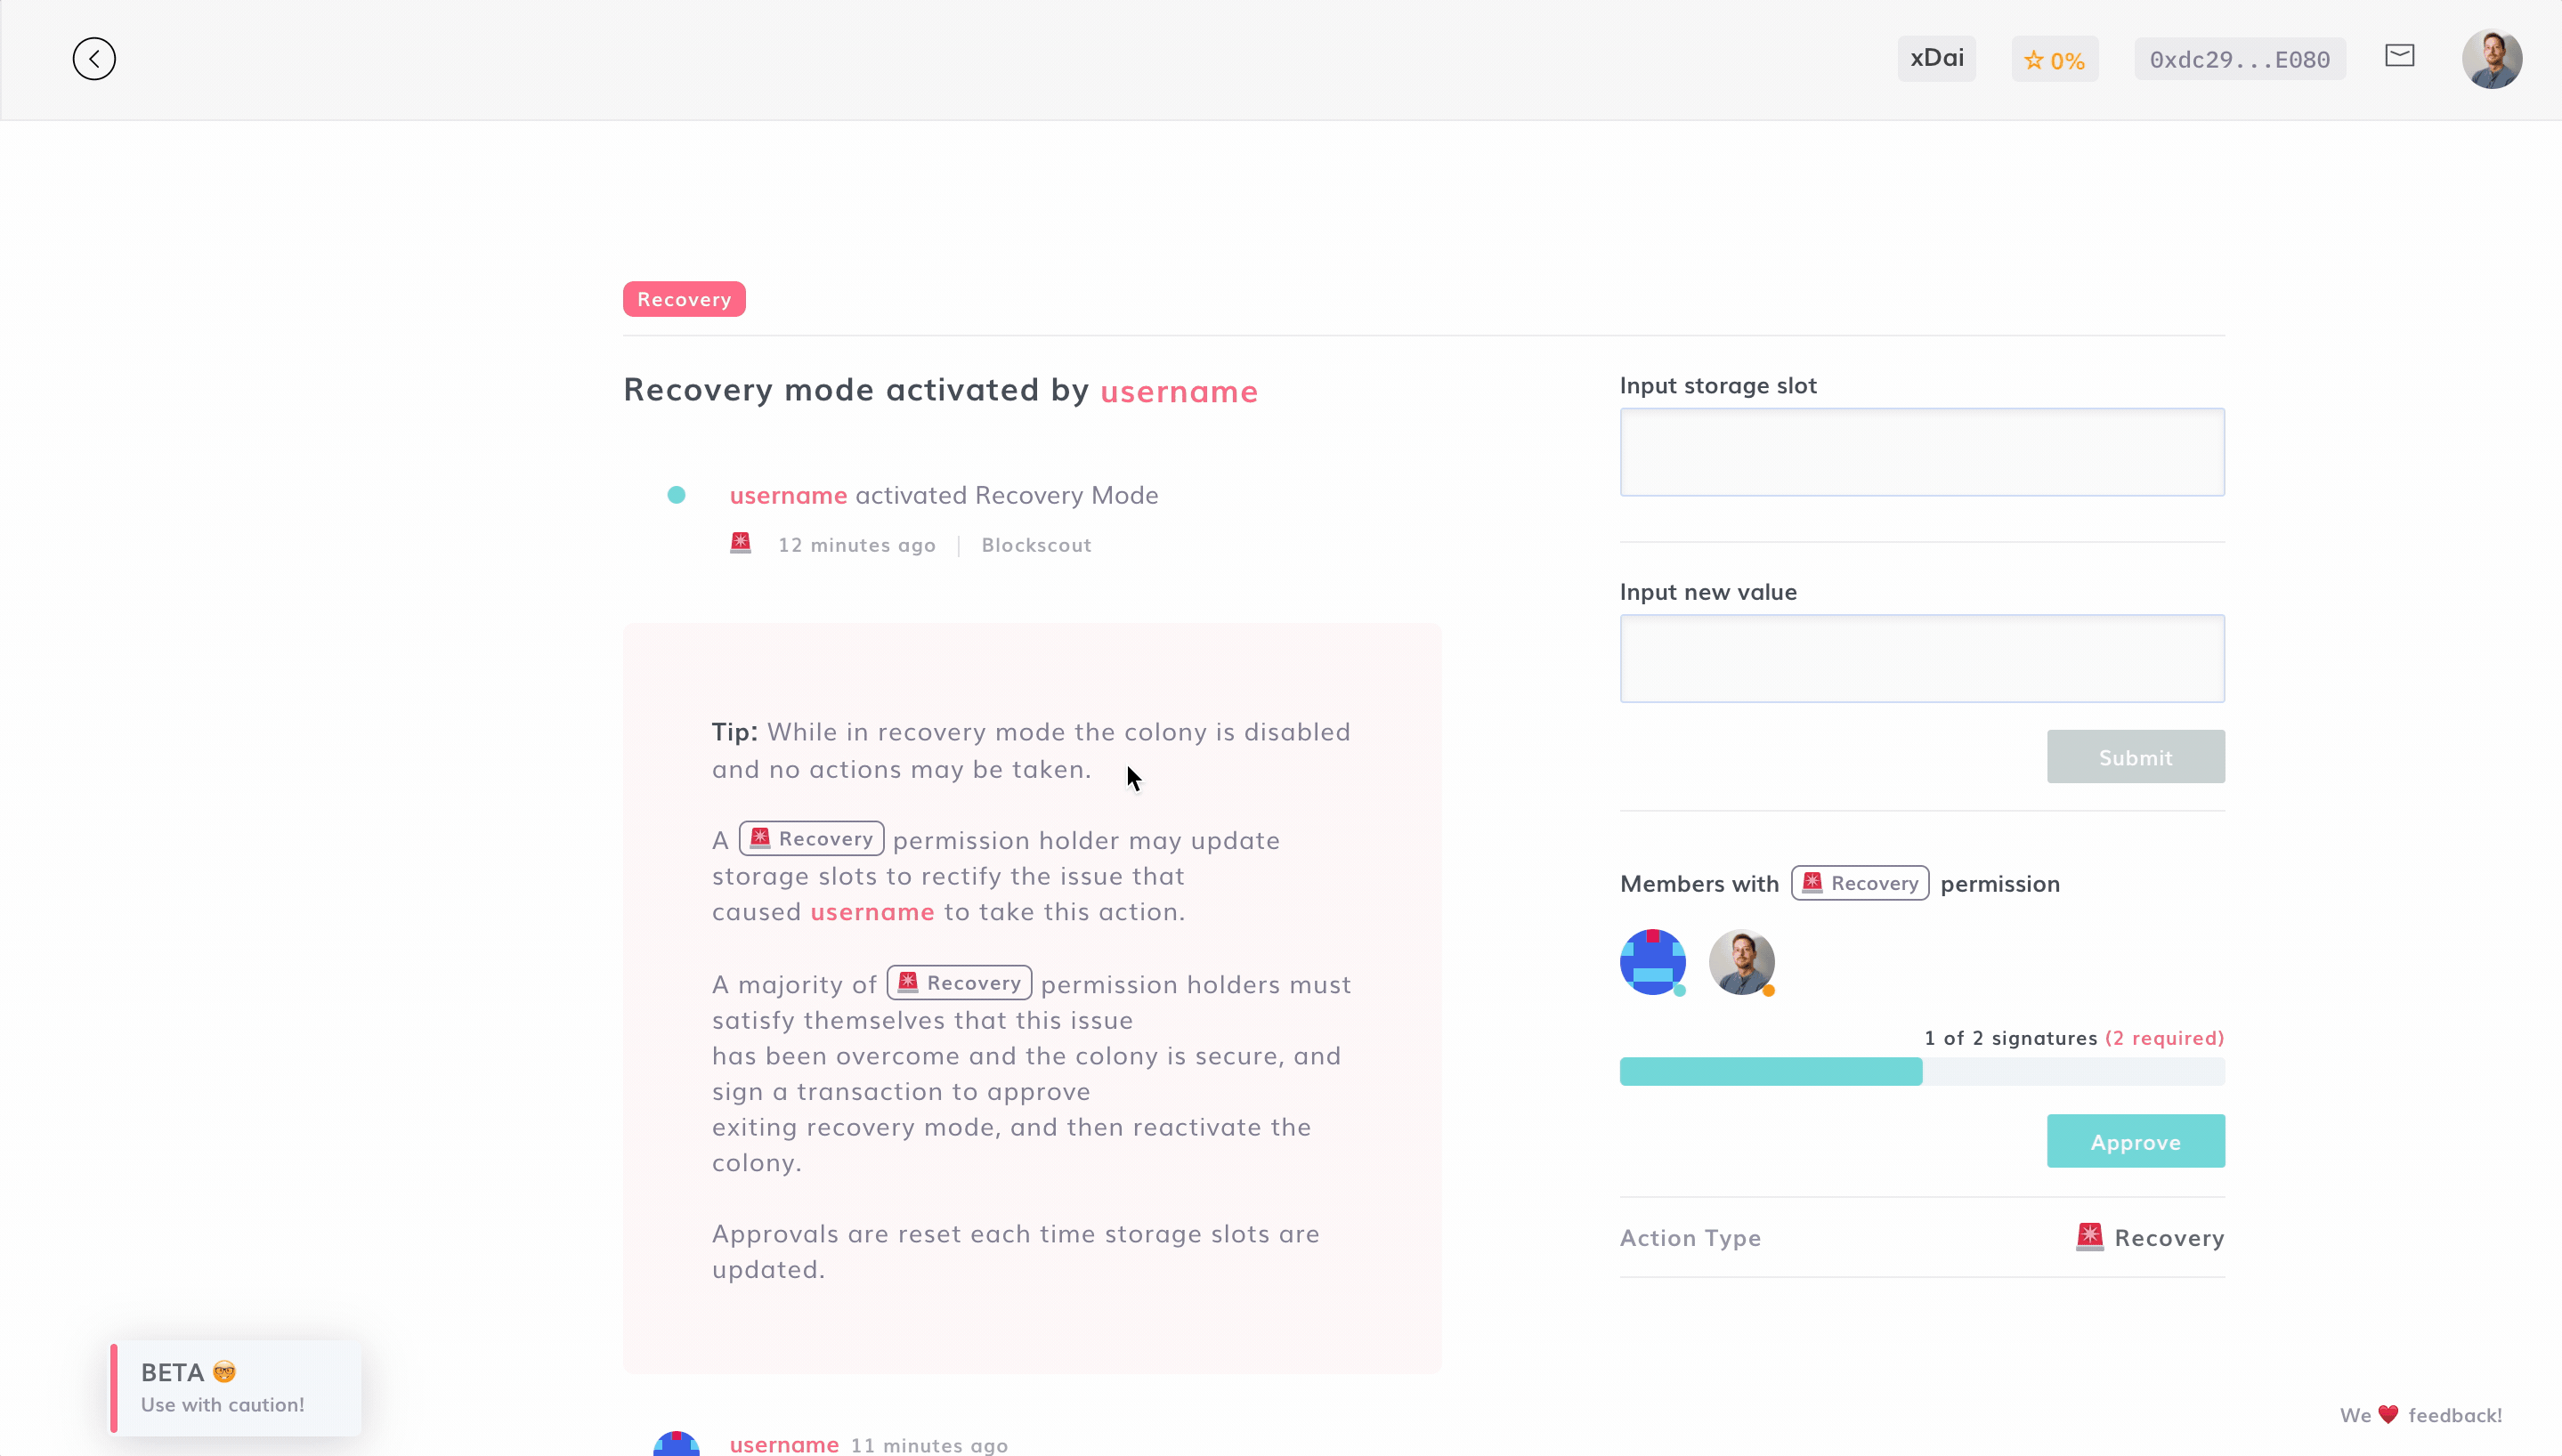 xDai
0%
0xdc29...E080
Recovery
Recovery mode activated by username
username activated Recovery Mode
12 minutes ago
Blockscout
Tip: While in recovery mode the colony is disabled
and no actions may be taken.
A Recovery permission holder may update
storage slots to rectify the issue that
caused username to take this action.
A majority of Recovery permission holders must
satisfy themselves that this issue
has been overcome and the colony is secure, and
sign a transaction to approve
exiting recovery mode, and then reactivate the
colony.
Approvals are reset each time storage slots are
updated.
username 11 minutes ago
Input storage slot
Input new value
Submit
Members with Recovery permission
1 of 2 signatures (2 required)
Approve
Action Type
Recovery
BETA
Use with caution!
We ❤️ feedback!